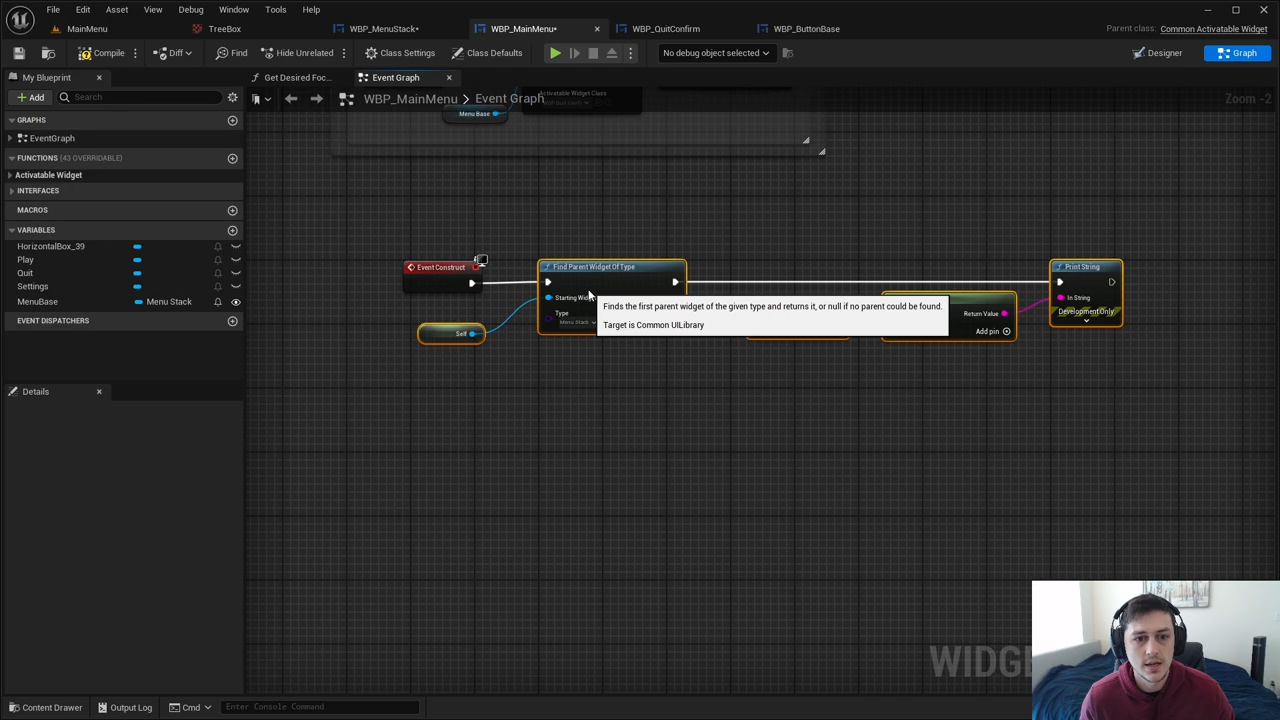 File Edit View Asset Debug Window Tools Help
MainMenu
TreeBox
WBP_MenuStack*
WBP_MainMenu*
WBP_QuitConfirm
WBP_ButtonBase
Parent class: Common Activatable Widget
Compile
Diff
Find
Hide Unrelated
Class Settings
Class Defaults
No debug object selected
Designer
Graph
My Blueprint
Get Desired Foc...
Event Graph
Add
Search
WBP_MainMenu > Event Graph
Zoom -2
Activatable Widget Class
Menu Base
GRAPHS
EventGraph
FUNCTIONS (43 OVERRIDABLE)
Activatable Widget
INTERFACES
MACROS
VARIABLES
HorizontalBox_39
Play
Quit
Settings
MenuBase
Menu Stack
EVENT DISPATCHERS
Details
Event Construct
Self
Find Parent Widget Of Type
Starting Wid
Type
Menu Stack
Finds the first parent widget of the given type and returns it, or null if no parent could be found.
Target is Common UILibrary
Return Value
Add pin
Print String
In String
Development Only
WIDG
Content Drawer
Output Log
Cmd
Enter Console Command